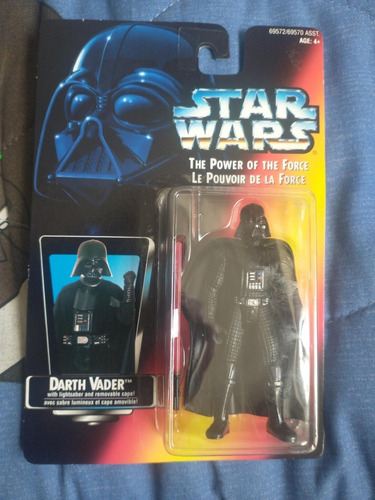 69572/69570 ASST.
AGE: 4+
STAR
WARS
THE POWER OF THE FORCE
LE POUVOIR DE LA FORCE
DARTH VADER™
with lightsaber and removable cape!
avec sabre lumineux et cape amovible!